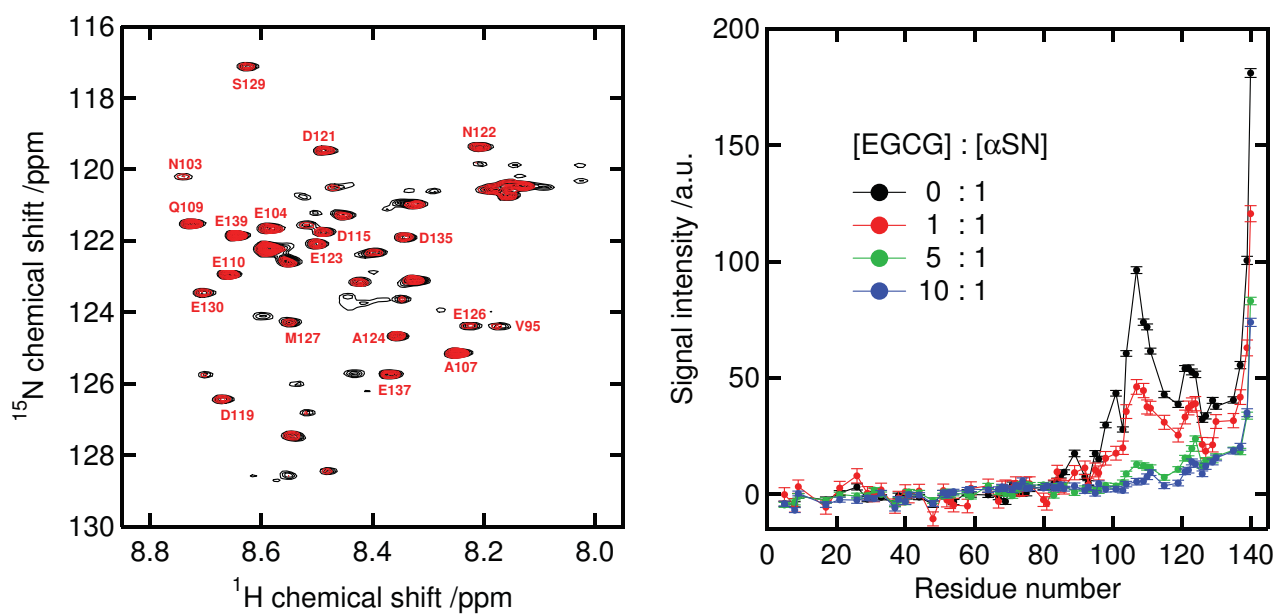 116
118
120
122
124
126
128
130
15N chemical shift /ppm
8.8
8.6
8.4
8.2
8.0
1H chemical shift /ppm
S129
D121
N122
N103
Q109
E104
E139
D115
D135
E123
E110
E130
E126
V95
M127
A124
A107
E137
D119
200
150
100
50
0
Signal intensity /a.u.
[EGCG] : [αSN]
0 : 1
1 : 1
5 : 1
10 : 1
0
20
40
60
80
100
120
140
Residue number